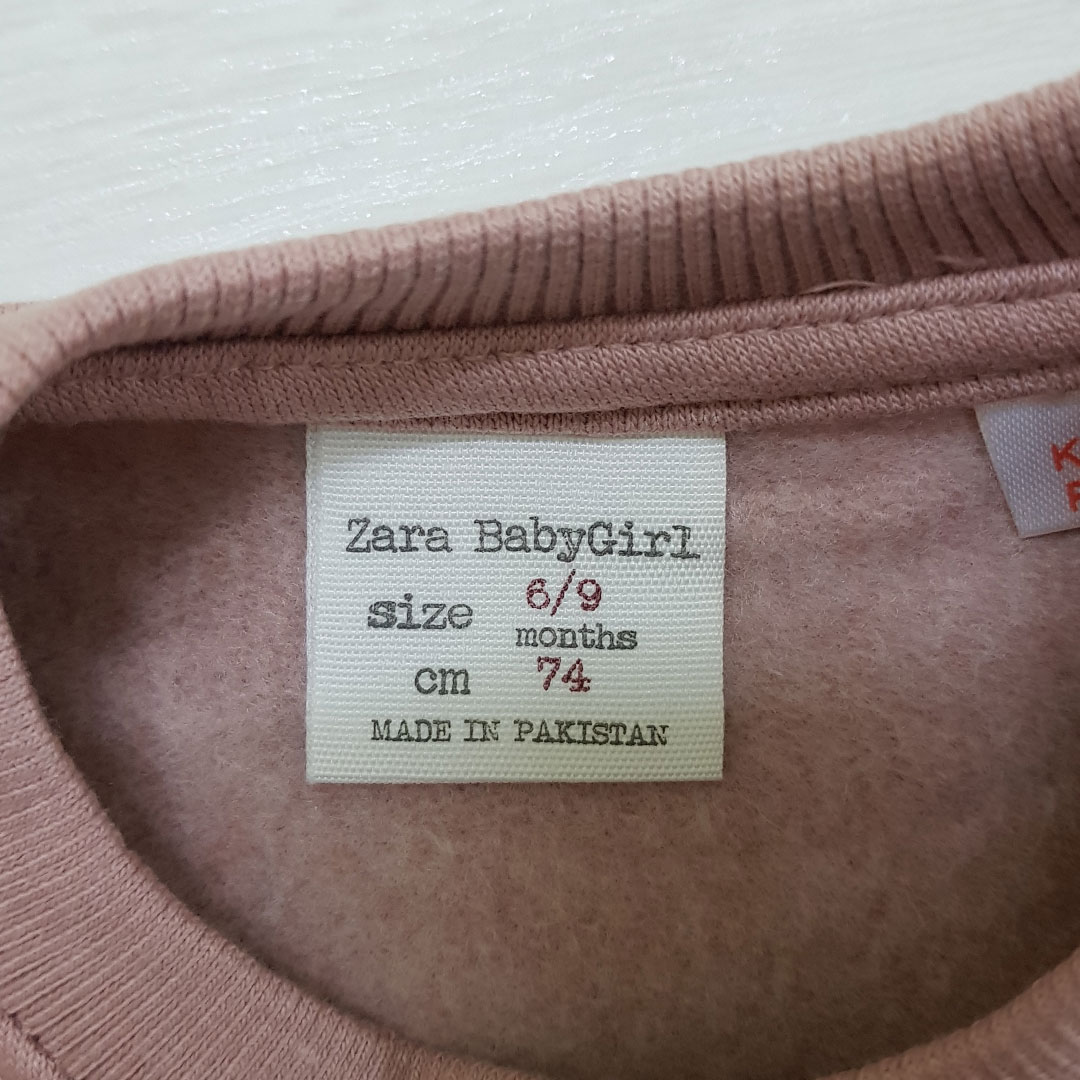 Zara BabyGirl
size 6/9
months
cm 74
MADE IN PAKISTAN